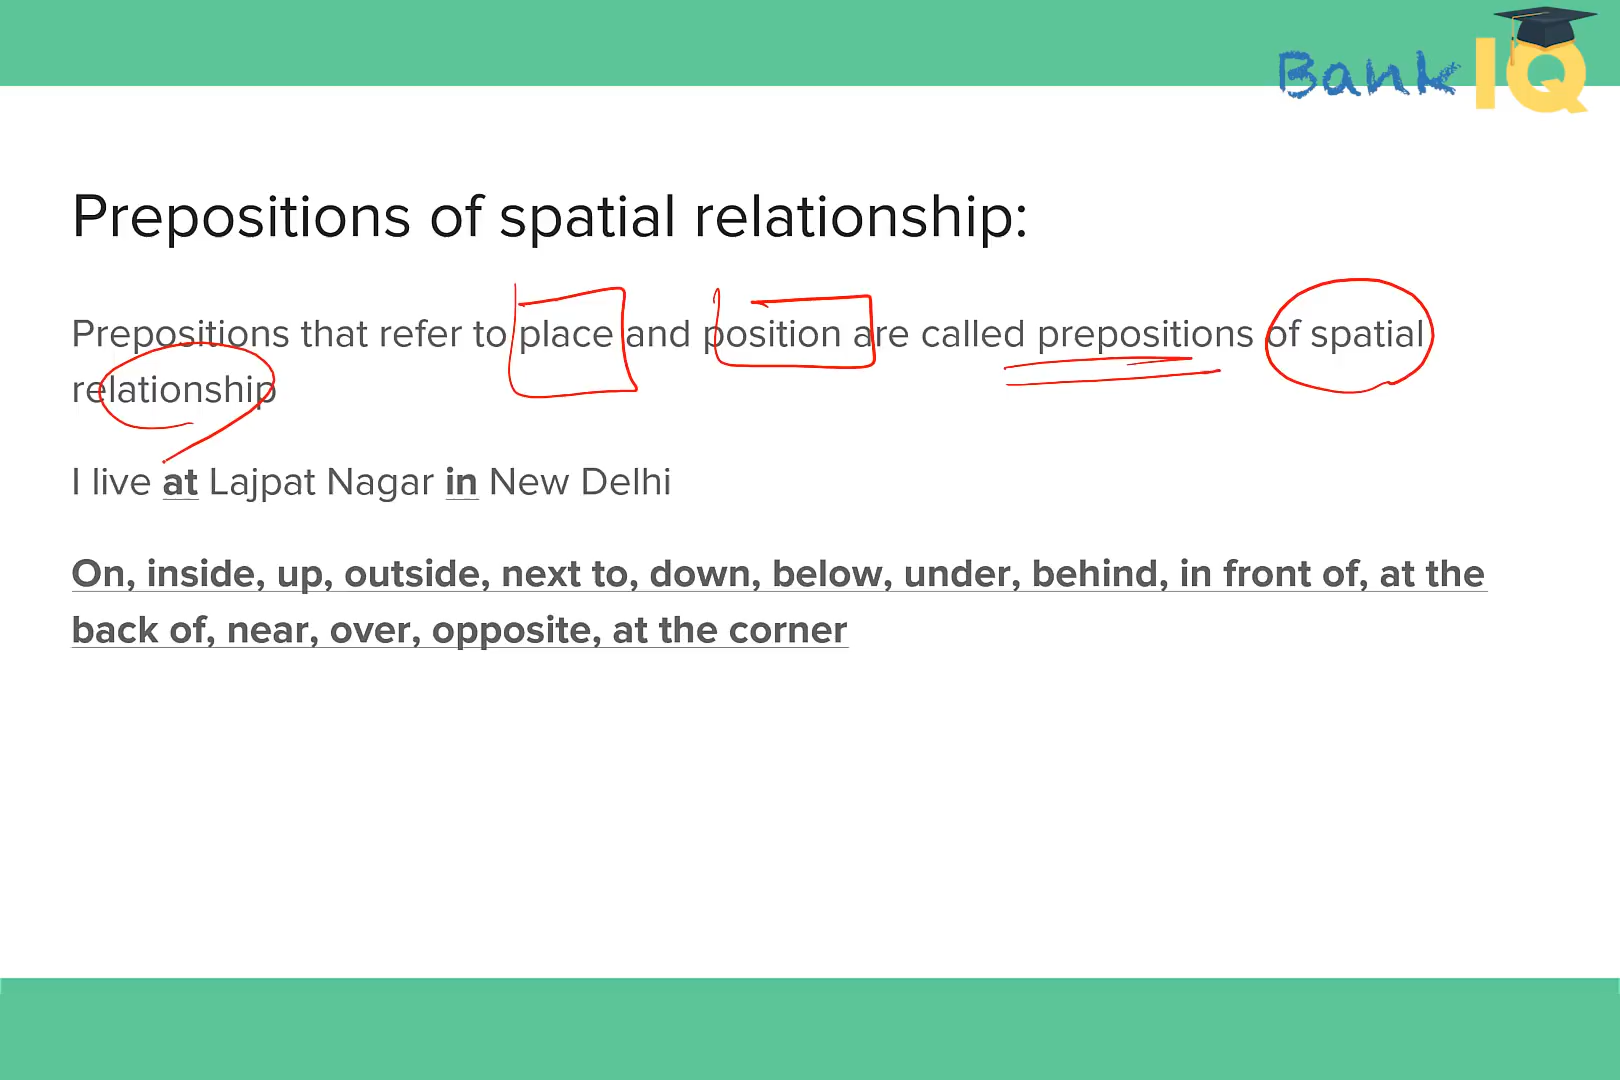 Bank IQ
Prepositions of spatial relationship:
Prepositions that refer to place and position are called prepositions of spatial
relationship
I live at Lajpat Nagar in New Delhi
On, inside, up, outside, next to, down, below, under, behind, in front of, at the
back of, near, over, opposite, at the corner